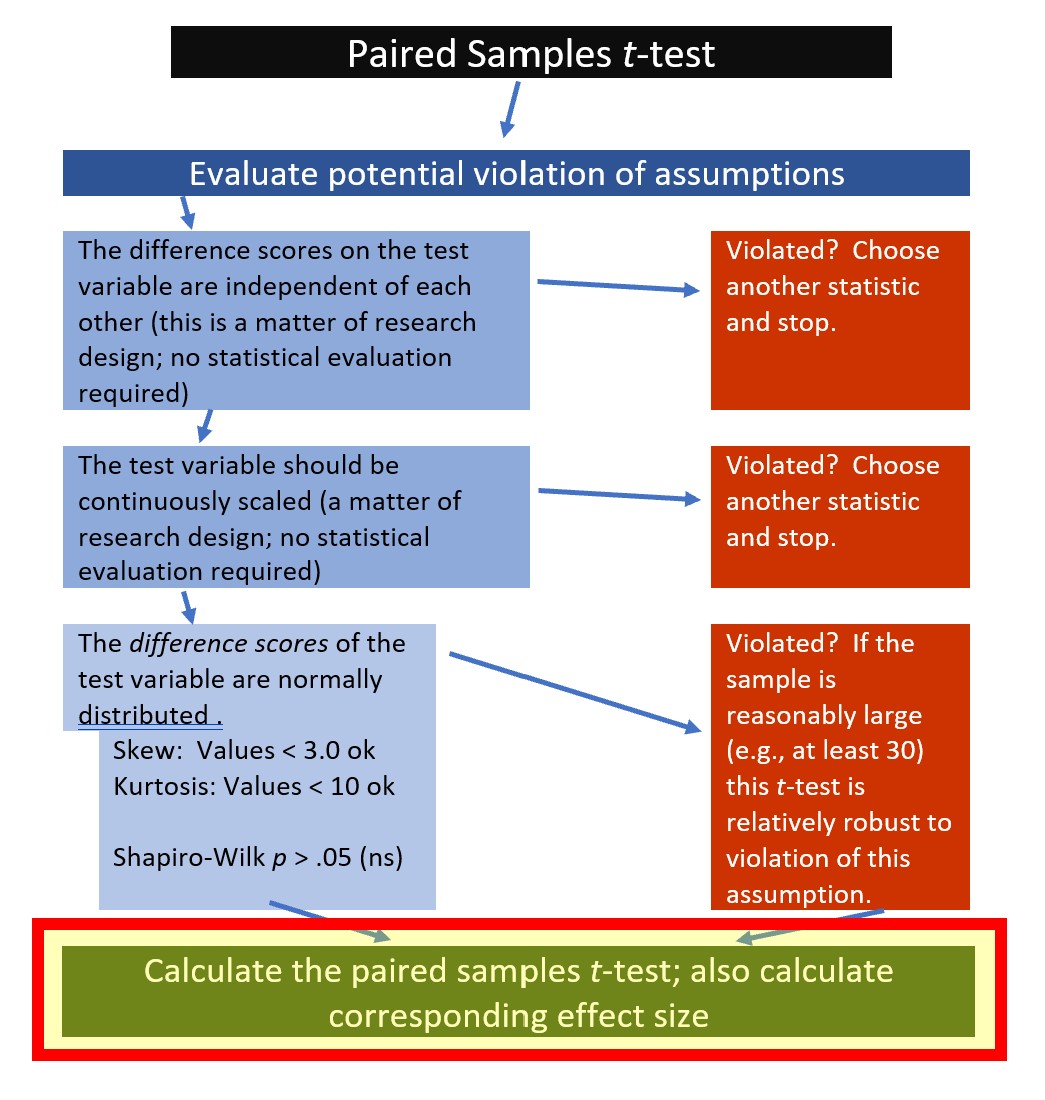 Paired Samples t-test
Evaluate potential violation of assumptions
The difference scores on the test
variable are independent of each
other (this is a matter of research
design; no statistical evaluation
required)
Violated?  Choose
another statistic
and stop.
The test variable should be
continuously scaled (a matter of
research design; no statistical
evaluation required)
Violated?  Choose
another statistic
and stop.
The difference scores of the
test variable are normally
distributed .
Skew:  Values < 3.0 ok
Kurtosis: Values < 10 ok
Shapiro-Wilk p > .05 (ns)
Violated?  If the
sample is
reasonably large
(e.g., at least 30)
this t-test is
relatively robust to
violation of this
assumption.
Calculate the paired samples t-test; also calculate
corresponding effect size